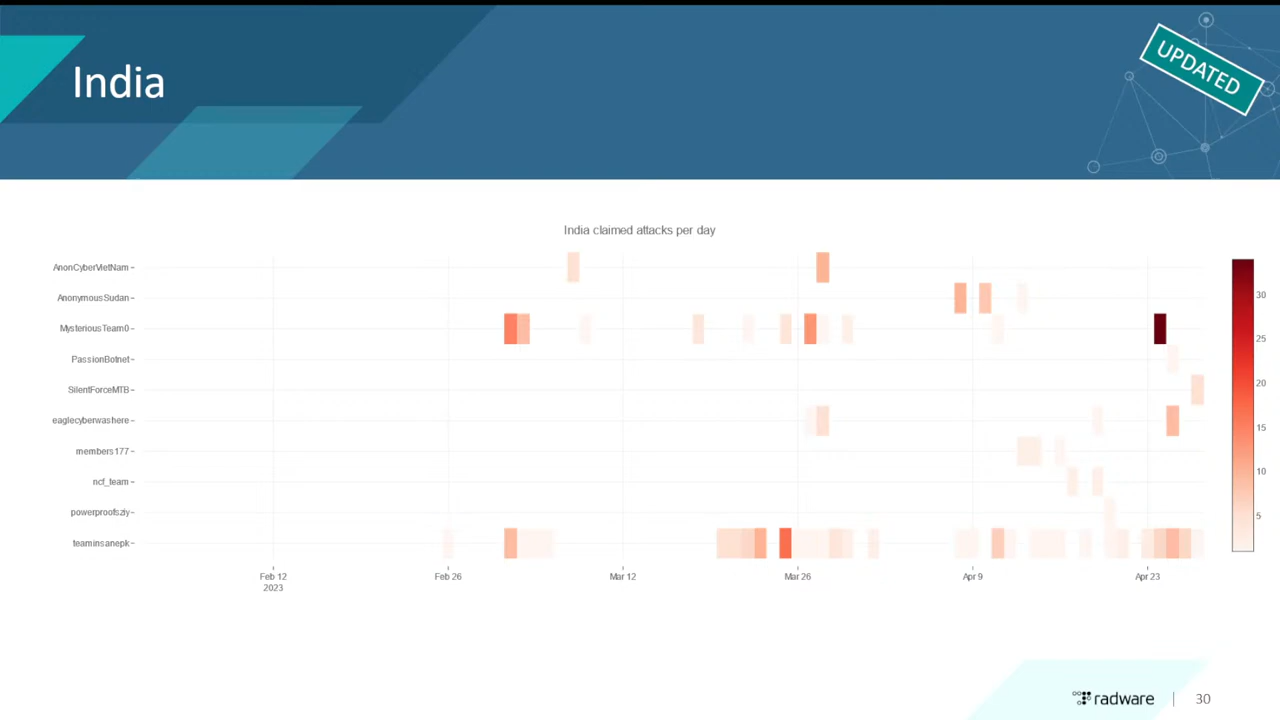 UPDATED
India
India claimed attacks per day
AnonCyberVietNam
AnonymousSudan
MysteriousTeam0
PassionBotnet
SilentForceMTB
eaglecyberwashere
members177
ncf_team
powerproofsziy
teaminsanepk
30
25
20
15
10
5
Feb 12
2023
Feb 26
Mar 12
Mar 26
Apr 9
Apr 23
radware
30